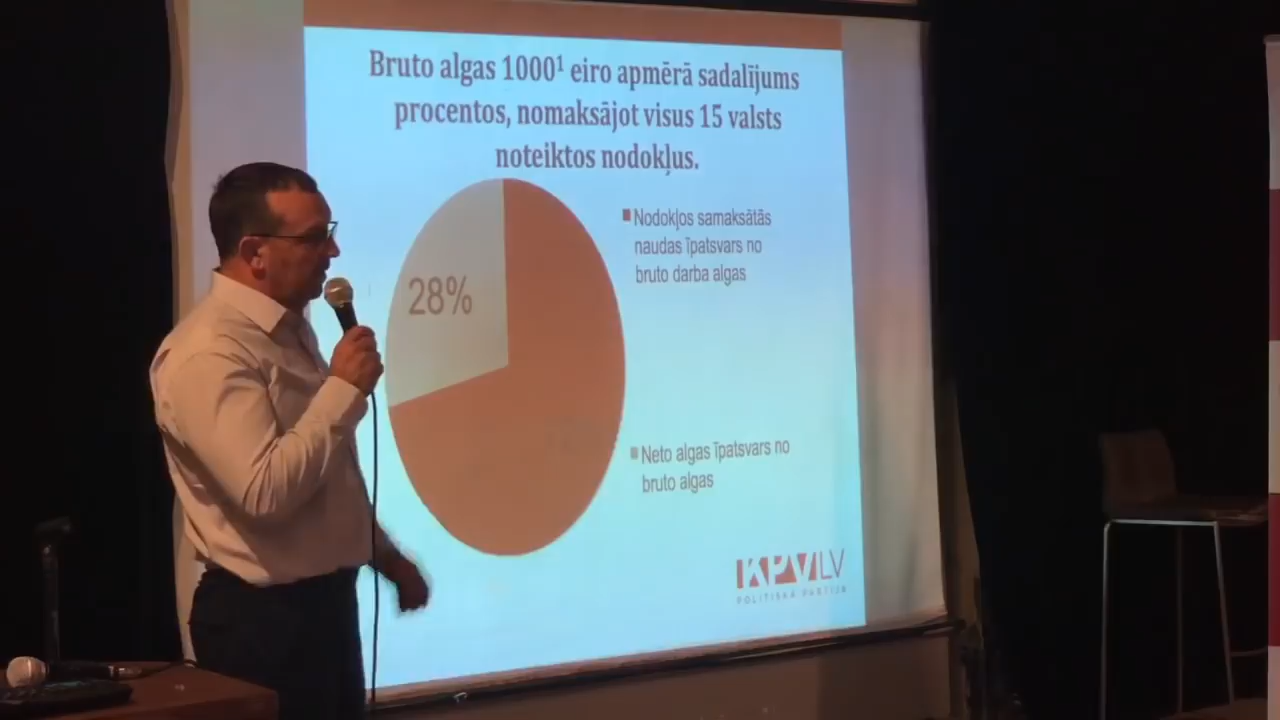 Bruto algas 1000¹ eiro apmērā sadalījums
procentos, nomaksājot visus 15 valsts
noteiktos nodokļus.
28%
Nodokļos samaksātās
naudas īpatsvars no
bruto darba algas
Neto algas īpatsvars no
bruto algas
KPV LV
POLITISKĀ PARTIJA